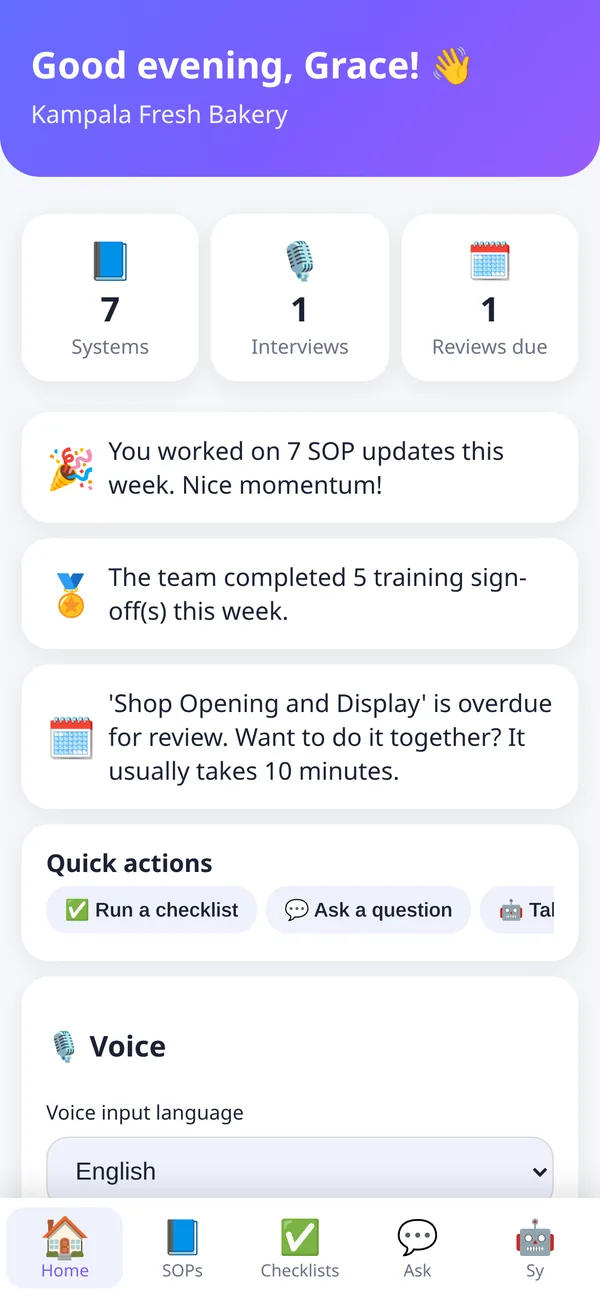 Good evening, Grace! 👋
Kampala Fresh Bakery
7
Systems
1
Interviews
1
Reviews due
You worked on 7 SOP updates this
week. Nice momentum!
The team completed 5 training sign-
off(s) this week.
'Shop Opening and Display' is overdue
for review. Want to do it together? It
usually takes 10 minutes.
Quick actions
✅ Run a checklist
💬 Ask a question
🤖 Tal
🎙️ Voice
Voice input language
English
Home
SOPs
Checklists
Ask
Sy